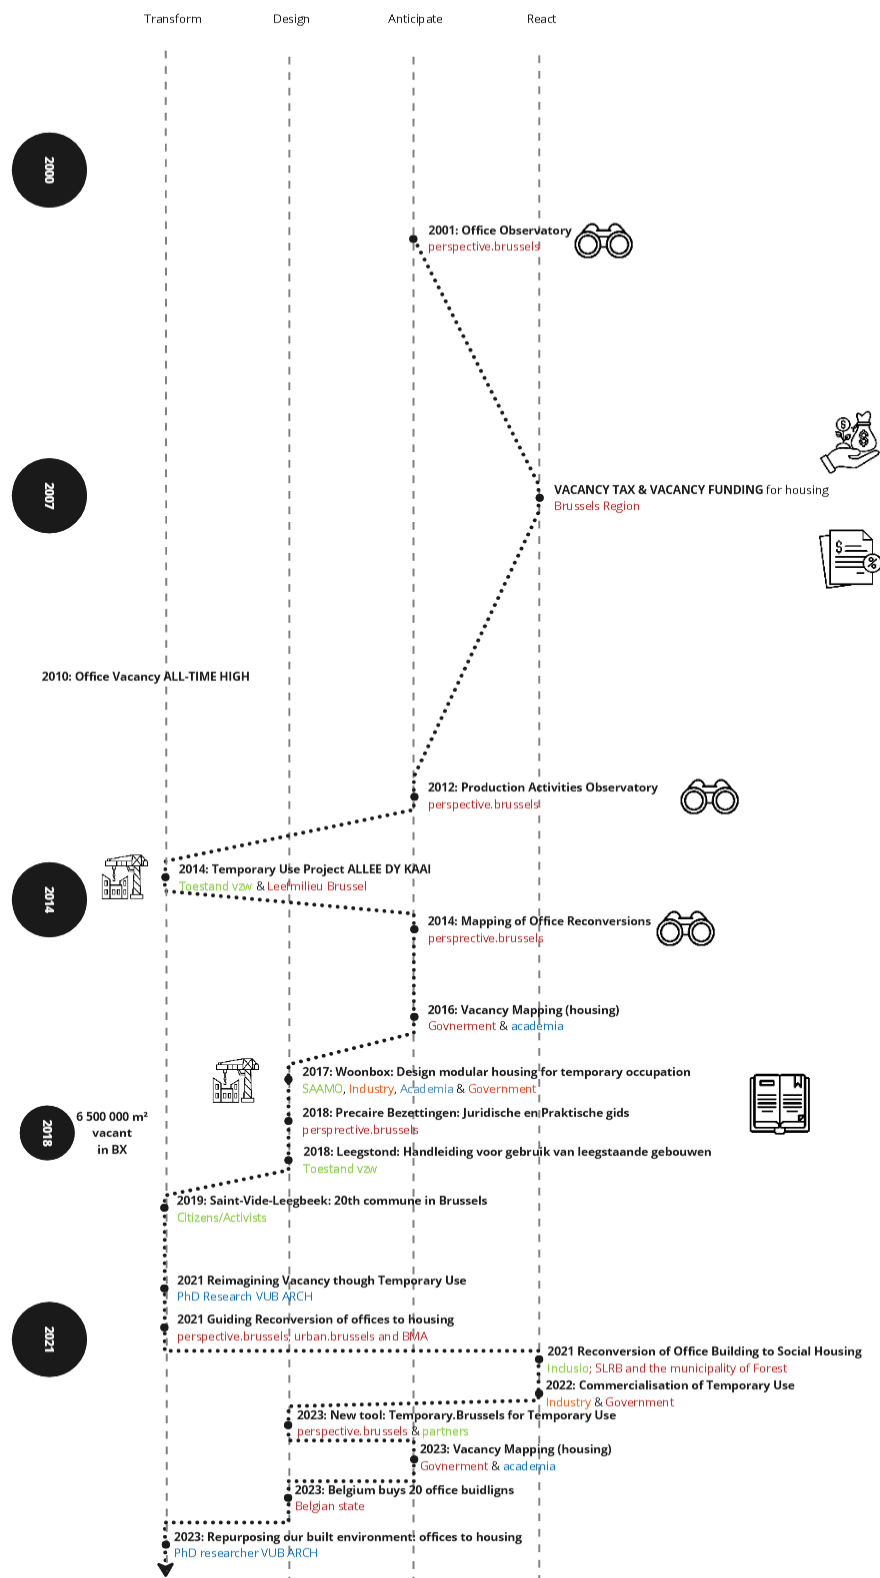 Transform Design Anticipate React
2000
2001: Office Observatory
perspective.brussels
2007
VACANCY TAX & VACANCY FUNDING for housing
Brussels Region
2010: Office Vacancy ALL-TIME HIGH
2012: Production Activities Observatory
perspective.brussels
2014
2014: Temporary Use Project ALLEE DY KAAI
Toestand vzw & Leefmilieu Brussel
2014: Mapping of Office Reconversions
persprective.brussels
2016: Vacancy Mapping (housing)
Govnerment & academia
2017: Woonbox: Design modular housing for temporary occupation
SAAMO, Industry, Academia & Government
2018
6 500 000 m²
vacant
in BX
2018: Precaire Bezettingen: Juridische en Praktische gids
persprective.brussels
2018: Leegstond: Handleiding voor gebruik van leegstaande gebouwen
Toestand vzw
2019: Saint-Vide-Leegbeek: 20th commune in Brussels
Citizens/Activists
2021 Reimagining Vacancy though Temporary Use
PhD Research VUB ARCH
2021
2021 Guiding Reconversion of offices to housing
perspective.brussels, urban.brussels and BMA
2021 Reconversion of Office Building to Social Housing
Inclusio; SLRB and the municipality of Forest
2022: Commercialisation of Temporary Use
Industry & Government
2023: New tool: Temporary.Brussels for Temporary Use
perspective.brussels & partners
2023: Vacancy Mapping (housing)
Govnerment & academia
2023: Belgium buys 20 office buidligns
Belgian state
2023: Repurposing our built environment: offices to housing
PhD researcher VUB ARCH